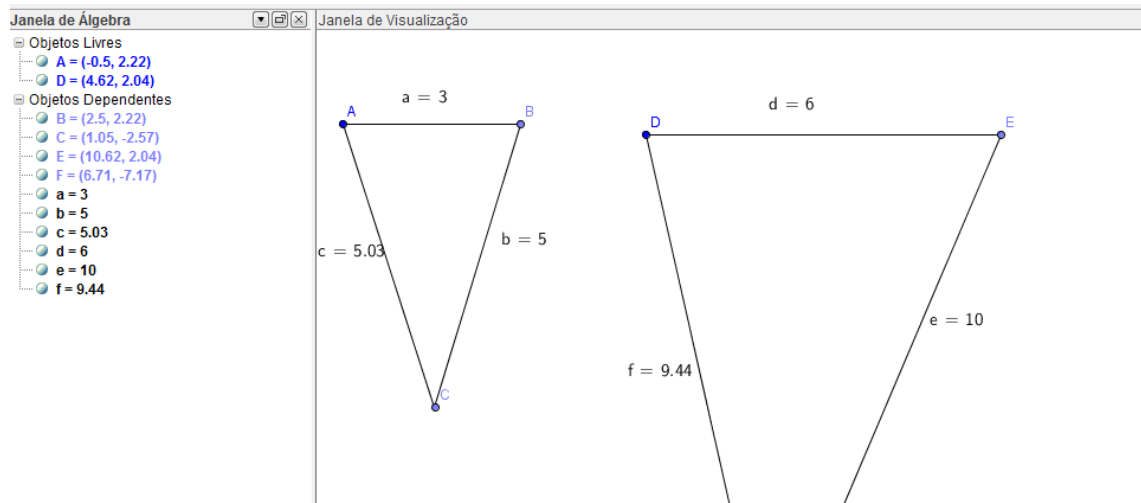 Janela de Álgebra
Objetos Livres
A = (-0.5, 2.22)
D = (4.62, 2.04)
Objetos Dependentes
B = (2.5, 2.22)
C = (1.05, -2.57)
E = (10.62, 2.04)
F = (6.71, -7.17)
a = 3
b = 5
c = 5.03
d = 6
e = 10
f = 9.44
Janela de Visualização
a = 3
A
B
c = 5.03
b = 5
C
d = 6
D
E
f = 9.44
e = 10